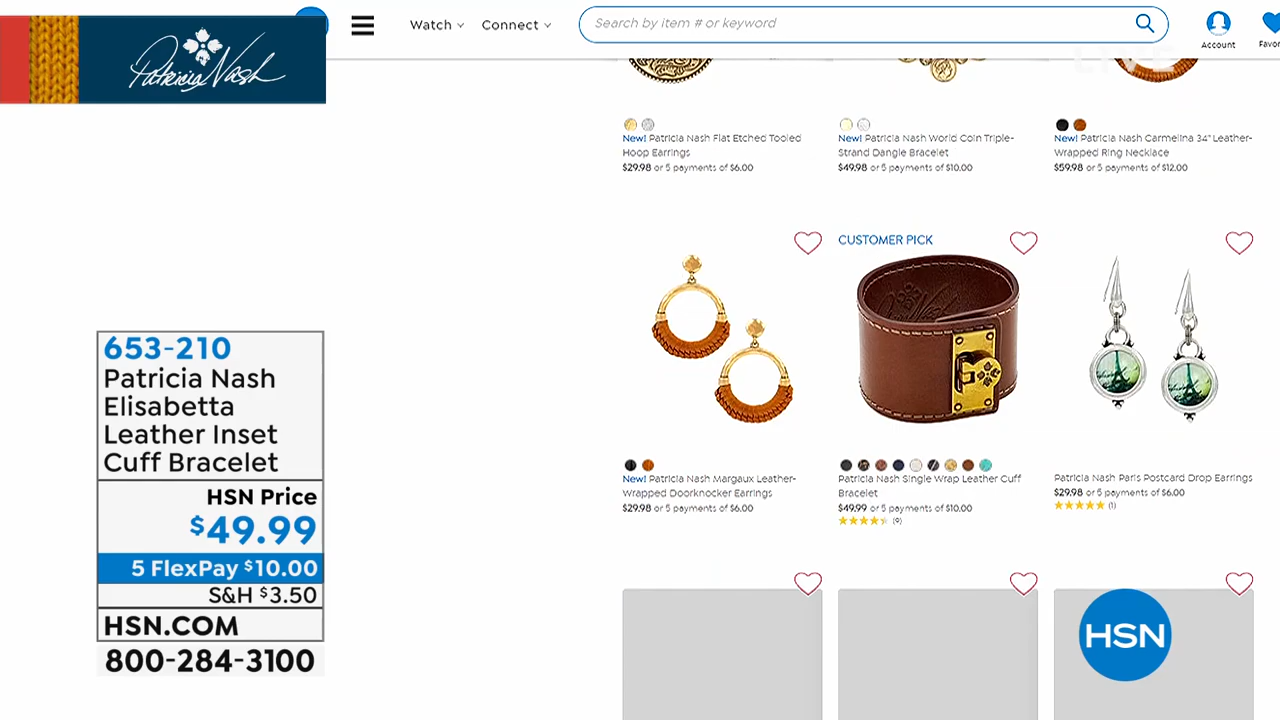 Patricia Nash
Watch
Connect
Search by item # or keyword
Account
Favor
LIVE
New! Patricia Nash Flat Etched Tooled
Hoop Earrings
$29.98 or 5 payments of $6.00
New! Patricia Nash World Coin Triple-
Strand Dangle Bracelet
$49.98 or 5 payments of $10.00
New! Patricia Nash Carmelina 34" Leather-
Wrapped Ring Necklace
$59.98 or 5 payments of $12.00
653-210
Patricia Nash
Elisabetta
Leather Inset
Cuff Bracelet
HSN Price
$49.99
5 FlexPay $10.00
S&H $3.50
HSN.COM
800-284-3100
New! Patricia Nash Margaux Leather-
Wrapped Doorknocker Earrings
$29.98 or 5 payments of $6.00
CUSTOMER PICK
Patricia Nash Single Wrap Leather Cuff
Bracelet
$49.99 or 5 payments of $10.00
(9)
Patricia Nash Paris Postcard Drop Earrings
$29.98 or 5 payments of $6.00
(1)
HSN